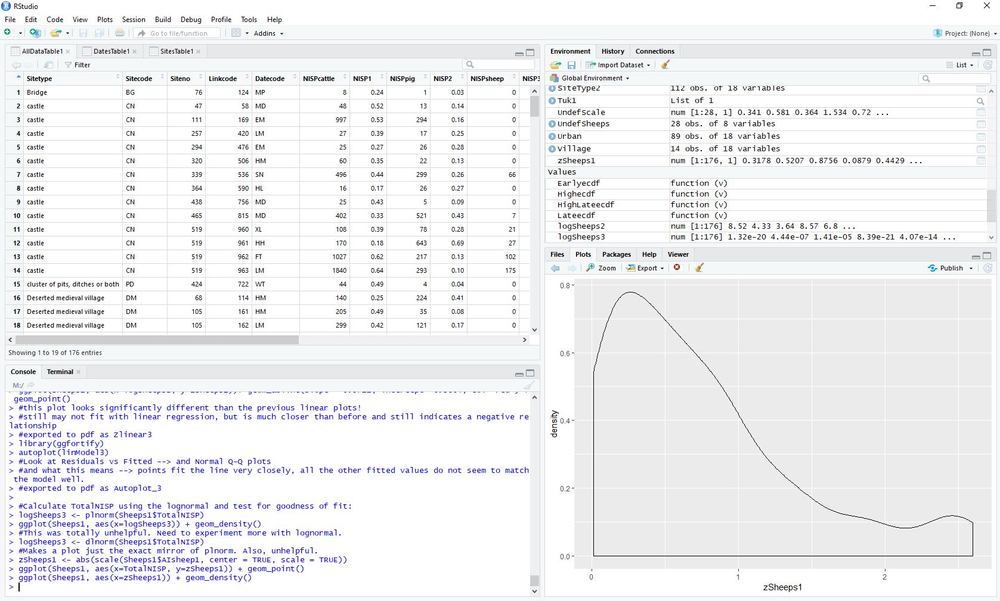 RStudio
File Edit Code View Plots Session Build Debug Profile Tools Help
Go to file/function Addins Project: (None)
AllDataTable1 DatesTable1 SitesTable1
Filter
Sitetype Sitecode Siteno Linkcode Datecode NISPcattle NISP1 NISPpig NISP2 NISPsheep NISP3
1 Bridge BG 76 124 MP 8 0.24 1 0.03 0
2 castle CN 47 58 MD 48 0.52 13 0.14 0
3 castle CN 111 169 EM 997 0.53 294 0.16 0
4 castle CN 257 420 LM 27 0.39 17 0.25 0
5 castle CN 294 476 EM 25 0.27 26 0.28 0
6 castle CN 320 506 HM 60 0.35 22 0.13 0
7 castle CN 339 536 SN 496 0.44 299 0.26 66
8 castle CN 364 590 HL 16 0.17 26 0.27 0
9 castle CN 438 756 MD 25 0.43 5 0.09 0
10 castle CN 465 815 MD 402 0.33 521 0.43 7
11 castle CN 519 960 XL 108 0.39 78 0.28 21
12 castle CN 519 961 HH 170 0.18 643 0.69 27
13 castle CN 519 962 FT 1027 0.62 217 0.13 102
14 castle CN 519 963 LM 1840 0.64 293 0.10 175
15 cluster of pits, ditches or both PD 424 722 WT 44 0.49 4 0.04 0
16 Deserted medieval village DM 68 114 HM 140 0.25 224 0.41 0
17 Deserted medieval village DM 105 161 HM 205 0.49 35 0.08 0
18 Deserted medieval village DM 105 162 LM 299 0.42 121 0.17 0
Showing 1 to 19 of 176 entries
Console Terminal
M:/
geom_point()
> #this plot looks significantly different than the previous linear plots!
> #still may not fit with linear regression, but is much closer than before and still indicates a negative re
lationship
> #exported to pdf as Zlinear3
> library(ggfortify)
> autoplot(linModel3)
> #Look at Residuals vs Fitted --> and Normal Q-Q plots
> #and what this means --> points fit the line very closely, all the other fitted values do not seem to match
the model well.
> #exported to pdf as Autoplot_3
>
> #Calculate TotalNISP using the lognormal and test for goodness of fit:
> logSheeps3 <- plnorm(Sheeps1$TotalNISP)
> ggplot(Sheeps1, aes(x=logSheeps3)) + geom_density()
> #This was totally unhelpful. Need to experiment more with lognormal.
> logSheeps3 <- dlnorm(Sheeps1$TotalNISP)
> #Makes a plot just the exact mirror of plnorm. Also, unhelpful.
> zSheeps1 <- abs(scale(Sheeps1$AIsheep1, center = TRUE, scale = TRUE))
> ggplot(Sheeps1, aes(x=TotalNISP, y=zSheeps1)) + geom_point()
> ggplot(Sheeps1, aes(x=zSheeps1)) + geom_density()
>
Environment History Connections
Import Dataset List
Global Environment
SiteType2 112 obs. of 18 variables
Tuk1 List of 1
UndefScale num [1:28, 1] 0.341 0.581 0.364 1.534 0.72 ...
UndefSheeps 28 obs. of 8 variables
Urban 89 obs. of 18 variables
Village 14 obs. of 18 variables
zSheeps1 num [1:176, 1] 0.3178 0.5207 0.8756 0.0879 0.4429 ...
Values
Earlyecdf function (v)
Highecdf function (v)
HighLateecdf function (v)
Lateecdf function (v)
logSheeps2 num [1:176] 8.52 4.33 3.64 8.57 6.8 ...
logSheeps3 num [1:176] 1.32e-20 4.44e-07 1.41e-05 8.39e-21 4.07e-14 ...
Files Plots Packages Help Viewer
Zoom Export Publish
0.8
0.6
0.4
0.2
0.0
density
0 1 2
zSheeps1